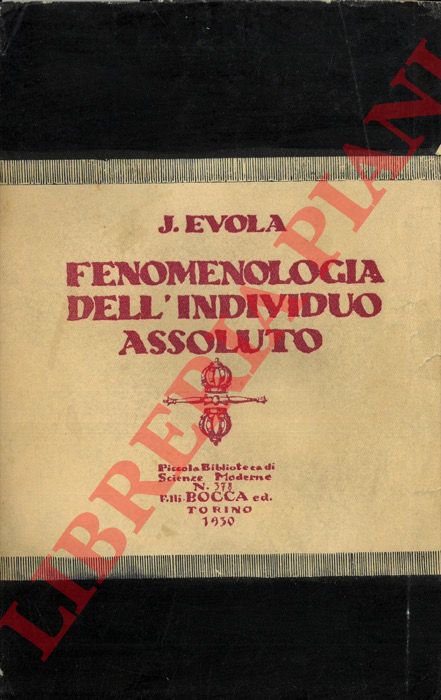 J. EVOLA
FENOMENOLOGIA
DELL'INDIVIDUO
ASSOLUTO
Piccola Biblioteca di
Scienze Moderne
N. 378
F.lli BOCCA ed.
TORINO
1930
LIBRERIA PIANI